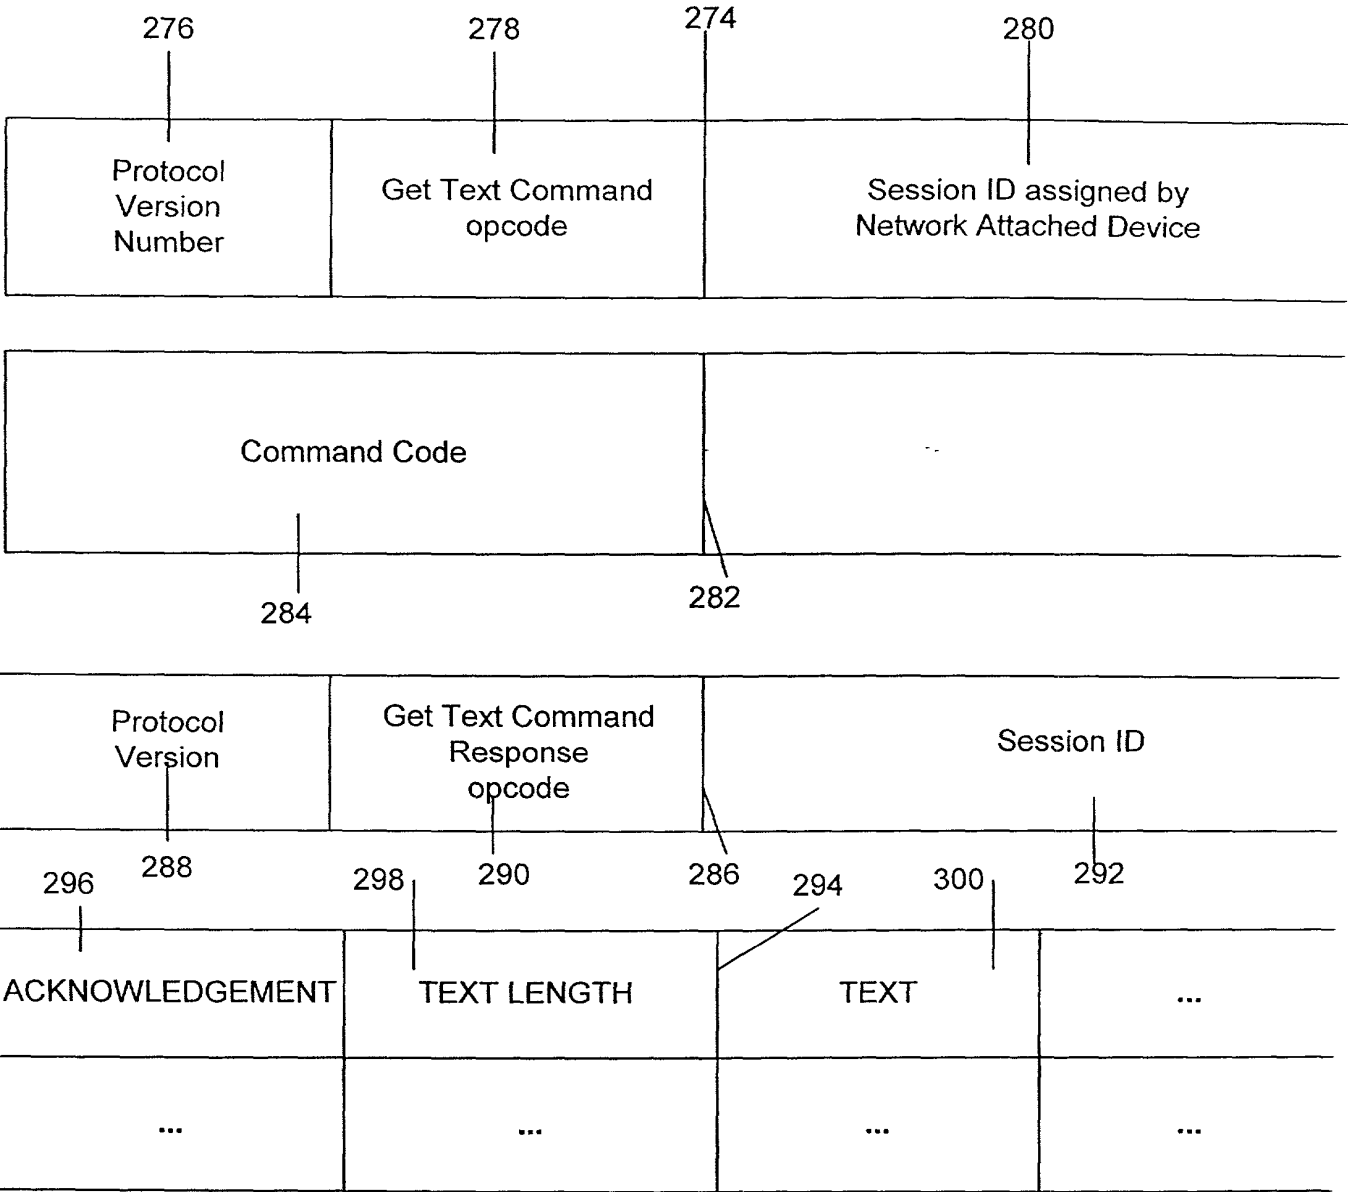 276 278 274 280
Protocol
Version
Number
Get Text Command
opcode
Session ID assigned by
Network Attached Device
Command Code
284 282
Protocol
Version
Get Text Command
Response
opcode
Session ID
288 290 286 292
296 298 294 300
ACKNOWLEDGEMENT TEXT LENGTH TEXT ...
... ... ... ...